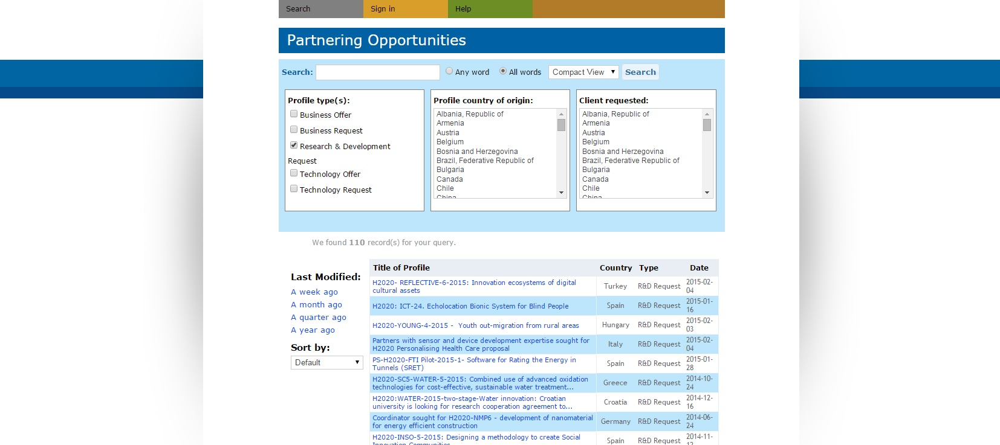 Search Sign in Help
Partnering Opportunities
Search: Any word All words Compact View Search
Profile type(s):
Business Offer
Business Request
Research & Development
Request
Technology Offer
Technology Request
Profile country of origin:
Albania, Republic of
Armenia
Austria
Belgium
Bosnia and Herzegovina
Brazil, Federative Republic of
Bulgaria
Canada
Chile
China
Client requested:
Albania, Republic of
Armenia
Austria
Belgium
Bosnia and Herzegovina
Brazil, Federative Republic of
Bulgaria
Canada
Chile
China
We found 110 record(s) for your query.
Last Modified:
A week ago
A month ago
A quarter ago
A year ago
Sort by:
Default
Title of Profile Country Type Date
H2020- REFLECTIVE-6-2015: Innovation ecosystems of digital
cultural assets
Turkey R&D Request
2015-02-
04
H2020: ICT-24. Echolocation Bionic System for Blind People
Spain R&D Request
2015-01-
16
H2020-YOUNG-4-2015 -  Youth out-migration from rural areas
Hungary R&D Request
2015-02-
03
Partners with sensor and device development expertise sought for
H2020 Personalising Health Care proposal
Italy R&D Request
2015-02-
04
PS-H2020-FTI Pilot-2015-1- Software for Rating the Energy in
Tunnels (SRET)
Spain R&D Request
2015-01-
28
H2020-SC5-WATER-5-2015: Combined use of advanced oxidation
technologies for cost-effective, sustainable water treatment...
Greece R&D Request
2014-10-
24
H2020:WATER-2015-two-stage-Water innovation: Croatian
university is looking for research cooperation agreement to...
Croatia R&D Request
2014-12-
16
Coordinator sought for H2020-NMP6 - development of nanomaterial
for energy efficient construction
Germany R&D Request
2014-06-
24
H2020-INSO-5-2015: Designing a methodology to create Social
Innovation Communities
Spain R&D Request
2014-11-
12